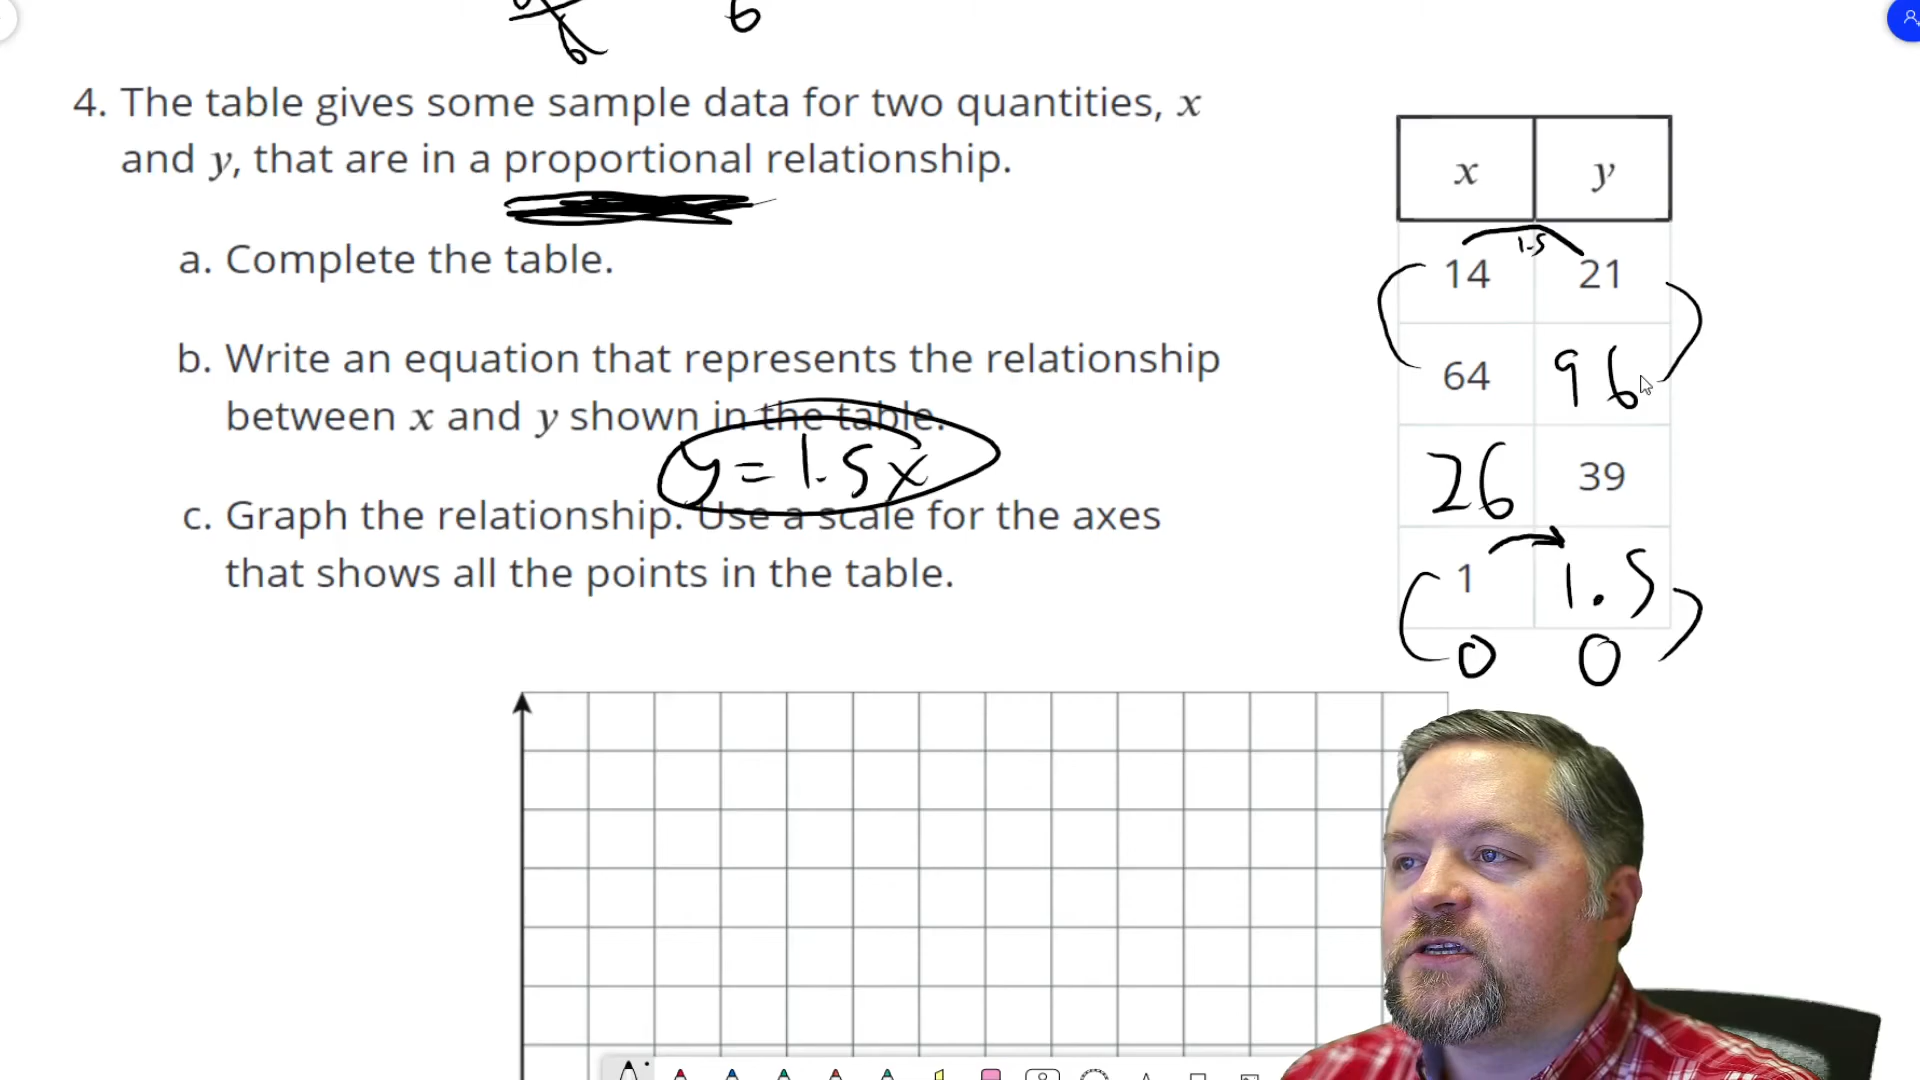 6
6
4. The table gives some sample data for two quantities, x
and y, that are in a proportional relationship.
a. Complete the table.
b. Write an equation that represents the relationship
between x and y shown in the table.
y = 1.5x
c. Graph the relationship. Use a scale for the axes
that shows all the points in the table.
x y
1.5
14 21
64 96
26 39
1 1.5
0 0